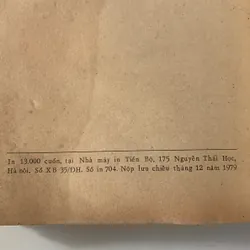 In 13.000 cuốn, tại Nhà máy in Tiến Bộ, 175 Nguyễn Thái Học,
Hà nội. Số XB 35/DH. Số in 704. Nộp lưu chiểu tháng 12 năm 1979